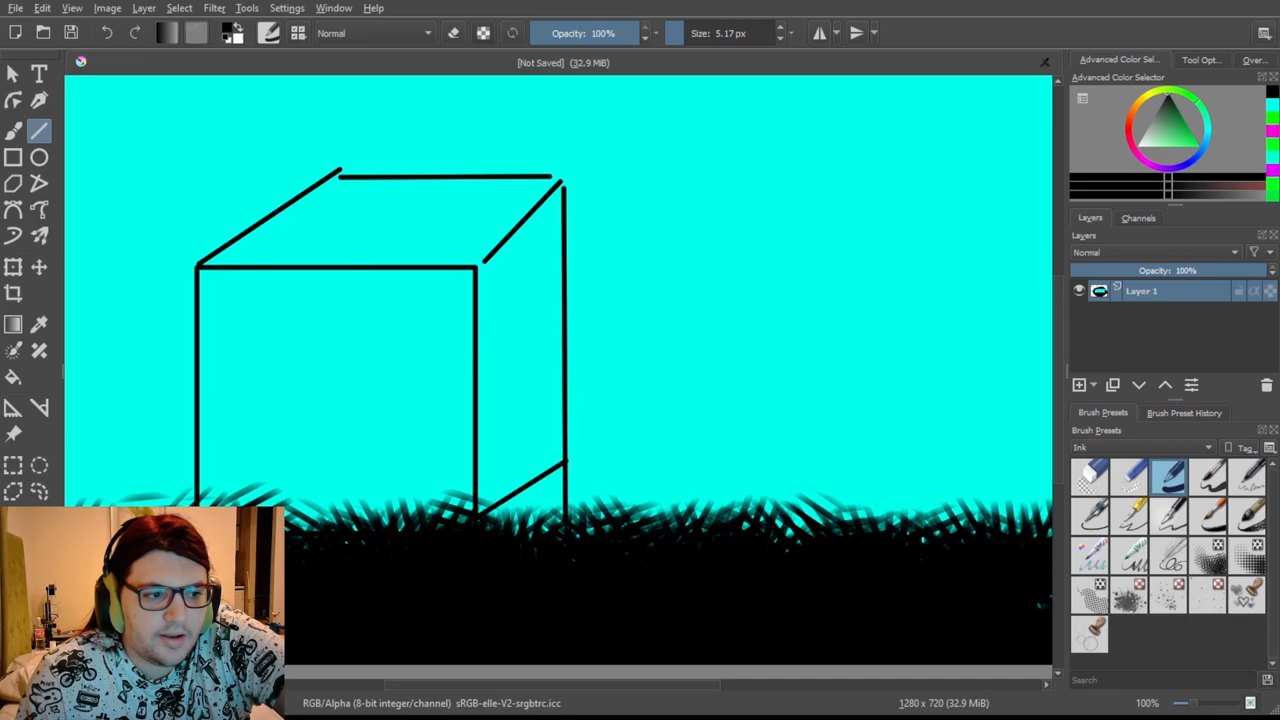 File Edit View Image Layer Select Filter Tools Settings Window Help
Normal Opacity: 100% Size: 5.17 px
[Not Saved] (32.9 MiB)
Advanced Color Sel... Tool Opt... Over...
Advanced Color Selector
Layers Channels
Layers
Normal
Opacity: 100%
Layer 1
Brush Presets Brush Preset History
Brush Presets
Ink Tag
Search
RGB/Alpha (8-bit integer/channel) sRGB-elle-V2-srgbtrc.icc 1280 x 720 (32.9 MiB) 100%